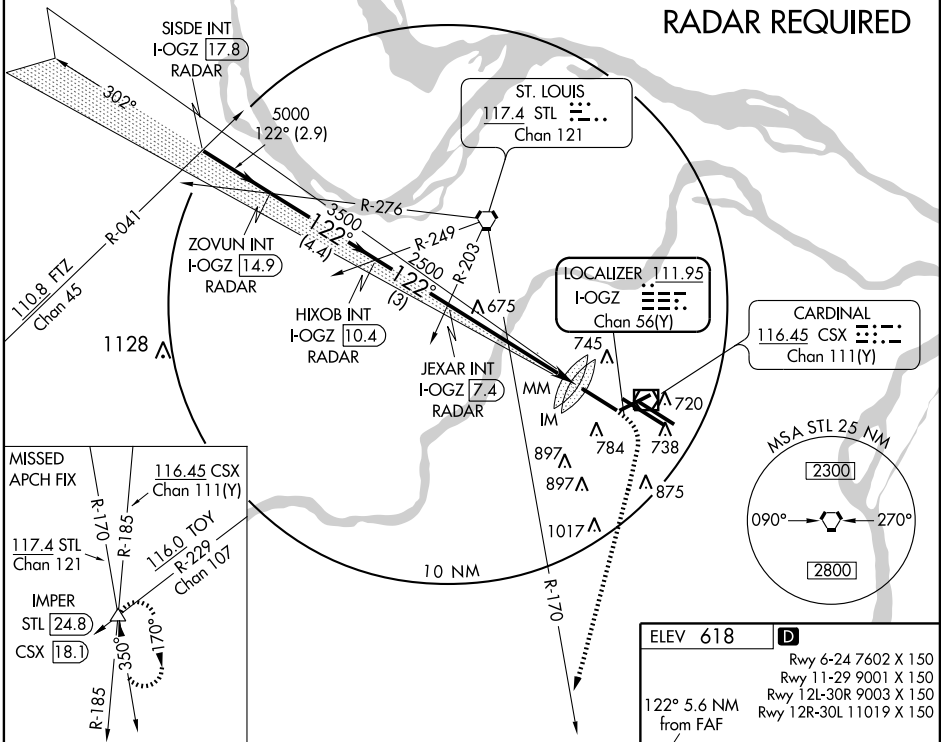 RADAR REQUIRED
SISDE INT
I-OGZ 17.8
RADAR
302°
5000
122° (2.9)
ST. LOUIS
117.4 STL
Chan 121
R-276
R-041
3500
122°
(4.4)
R-249
ZOVUN INT
I-OGZ 14.9
RADAR
2500
122°
(3)
R-203
110.8 FTZ
Chan 45
LOCALIZER 111.95
I-OGZ
Chan 56(Y)
HIXOB INT
I-OGZ 10.4
RADAR
675
CARDINAL
116.45 CSX
Chan 111(Y)
1128
JEXAR INT
I-OGZ 7.4
RADAR
745
MM
IM
720
784
738
897
897
875
1017
MSA STL 25 NM
2300
090°
270°
2800
MISSED
APCH FIX
116.45 CSX
Chan 111(Y)
R-170
R-185
116.0 TOY
R-229
Chan 107
117.4 STL
Chan 121
IMPER
STL 24.8
CSX 18.1
350°
170°
R-185
10 NM
R-170
ELEV 618
D
Rwy 6-24 7602 X 150
Rwy 11-29 9001 X 150
Rwy 12L-30R 9003 X 150
Rwy 12R-30L 11019 X 150
122° 5.6 NM
from FAF